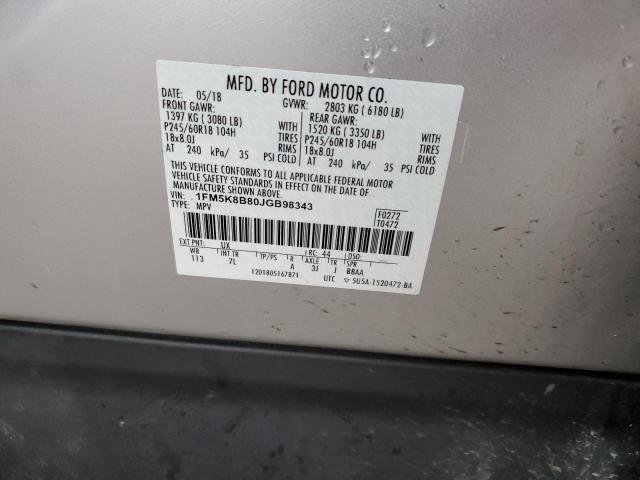 MFD. BY FORD MOTOR CO.
DATE: 05/18 GVWR: 2803 KG ( 6180 LB)
FRONT GAWR: REAR GAWR:
1397 KG ( 3080 LB) WITH 1520 KG ( 3350 LB) WITH
P245/60R18 104H TIRES P245/60R18 104H TIRES
18x8.0J RIMS 18x8.0J RIMS
AT 240 kPa/ 35 PSI COLD AT 240 kPa/ 35 PSI COLD
THIS VEHICLE CONFORMS TO ALL APPLICABLE FEDERAL MOTOR
VEHICLE SAFETY STANDARDS IN EFFECT ON THE DATE OF
MANUFACTURE SHOWN ABOVE.
VIN: 1FM5K8B80JGB98343 F0272
TYPE: MPV T0472
EXT PNT: UX RC: 44 DSO:
WB INT TR TP/PS R AXLE TR SPR
113 7L A 3J J BBAA
1201805167871 UTC ▽ SU5A-1520472-BA